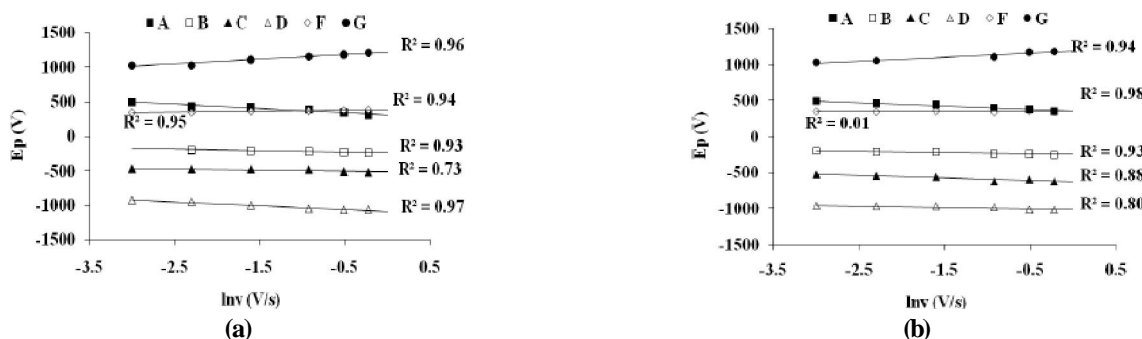 A B C D F G
1500
1000
500
0
-500
-1000
-1500
Ep (V)
R² = 0.96
R² = 0.94
R² = 0.95
R² = 0.93
R² = 0.73
R² = 0.97
-3.5 -2.5 -1.5 -0.5 0.5
lnv (V/s)
(a)
A B C D F G
1500
1000
500
0
-500
-1000
-1500
Ep (V)
R² = 0.94
R² = 0.98
R² = 0.01
R² = 0.93
R² = 0.88
R² = 0.80
-3.5 -2.5 -1.5 -0.5 0.5
lnv (V/s)
(b)